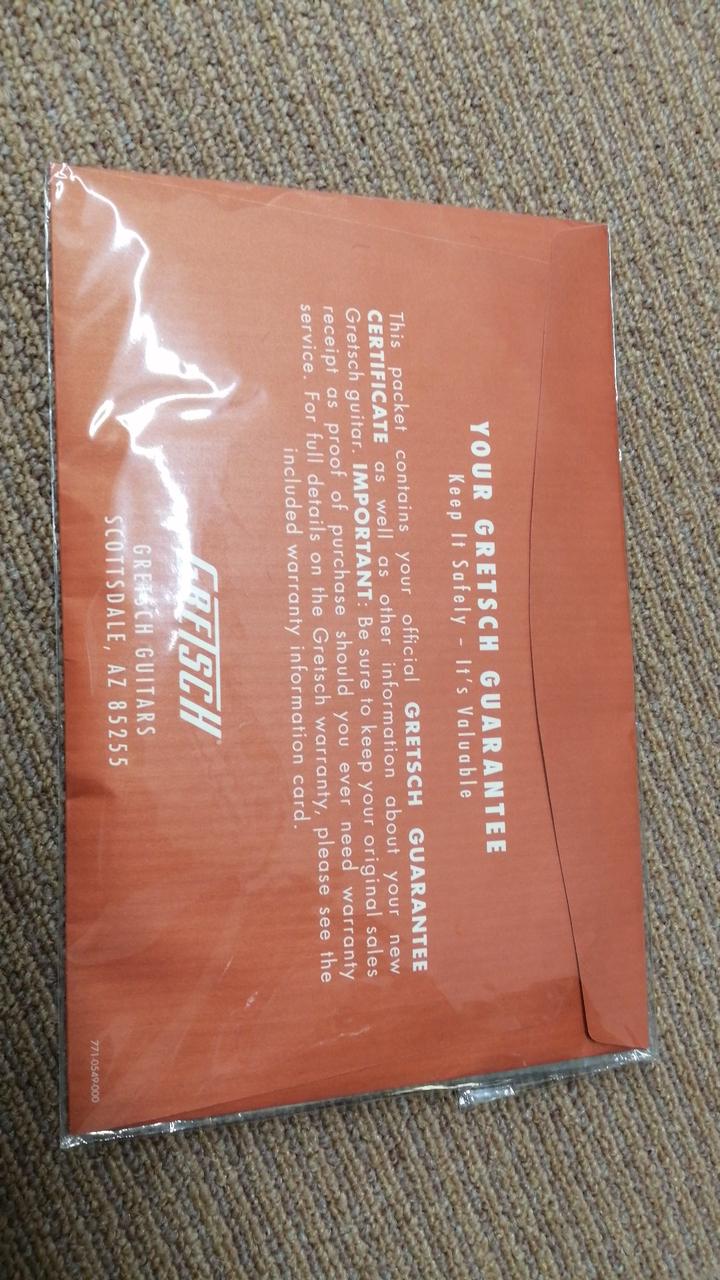 YOUR GRETSCH GUARANTEE
Keep It Safely – It's Valuable
This packet contains your official GRETSCH GUARANTEE
CERTIFICATE as well as other information about your new
Gretsch guitar. IMPORTANT: Be sure to keep your original sales
receipt as proof of purchase should you ever need warranty
service. For full details on the Gretsch warranty, please see the
included warranty information card.
GRETSCH®
GRETSCH GUITARS
SCOTTSDALE, AZ 85255
771-0549-000